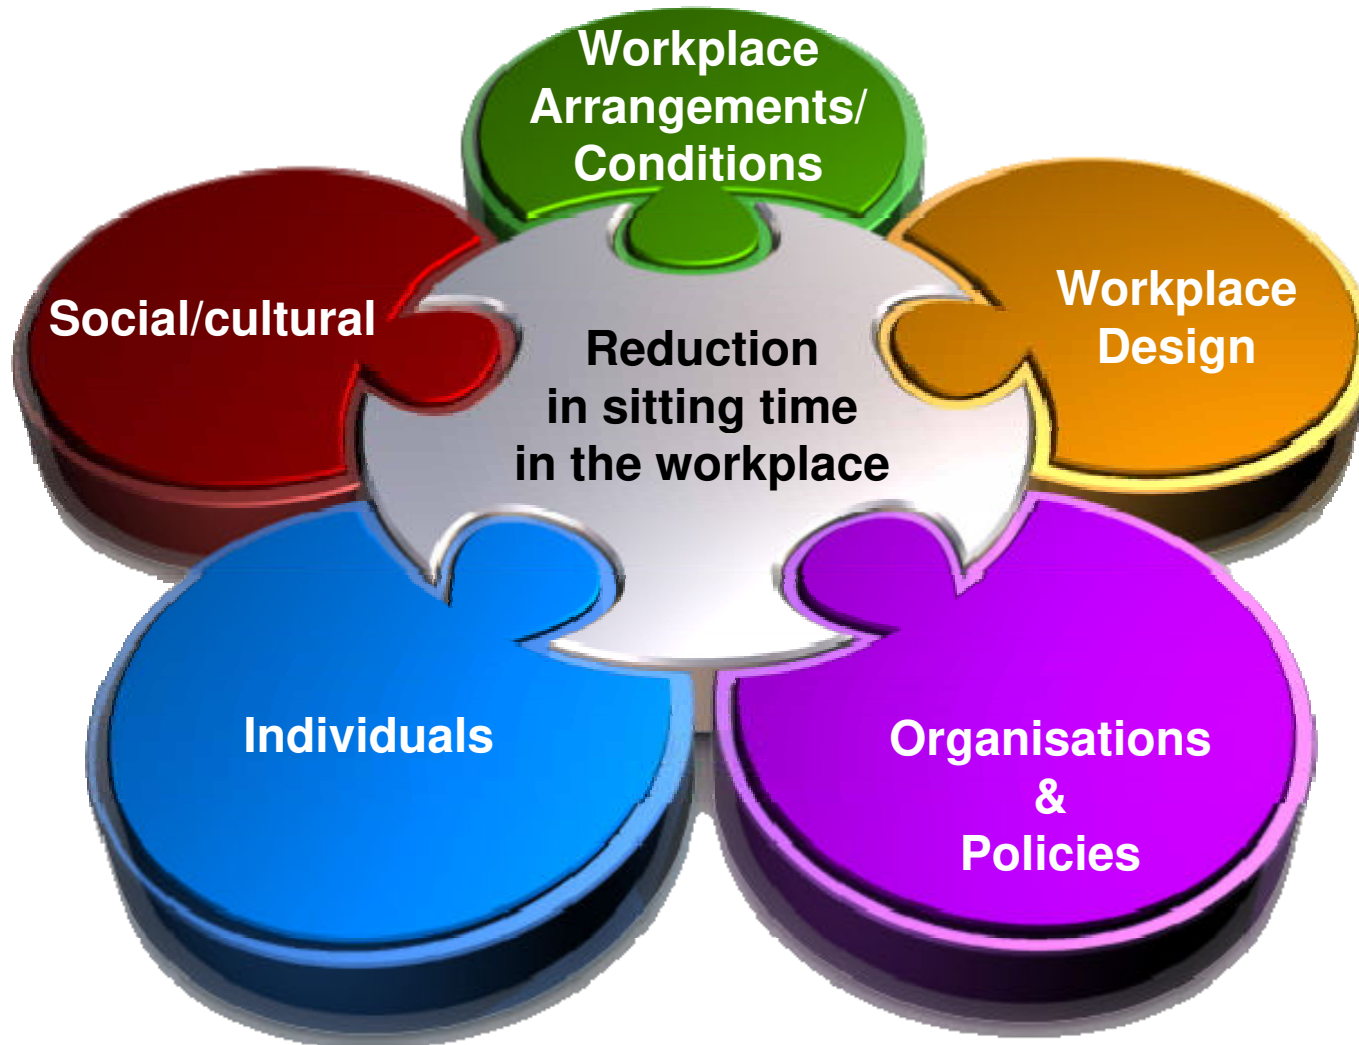 Workplace
Arrangements/
Conditions
Social/cultural
Workplace
Design
Reduction
in sitting time
in the workplace
Individuals
Organisations
&
Policies